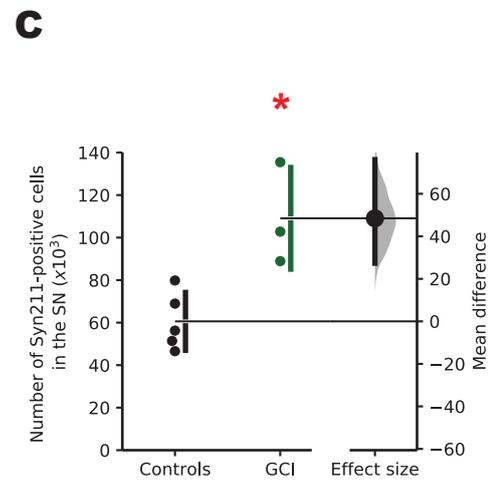 C
*
Number of Syn211-positive cells
in the SN (x10³)
140
120
100
80
60
40
20
0
Controls
GCI
Effect size
60
40
20
0
−20
−40
−60
Mean difference